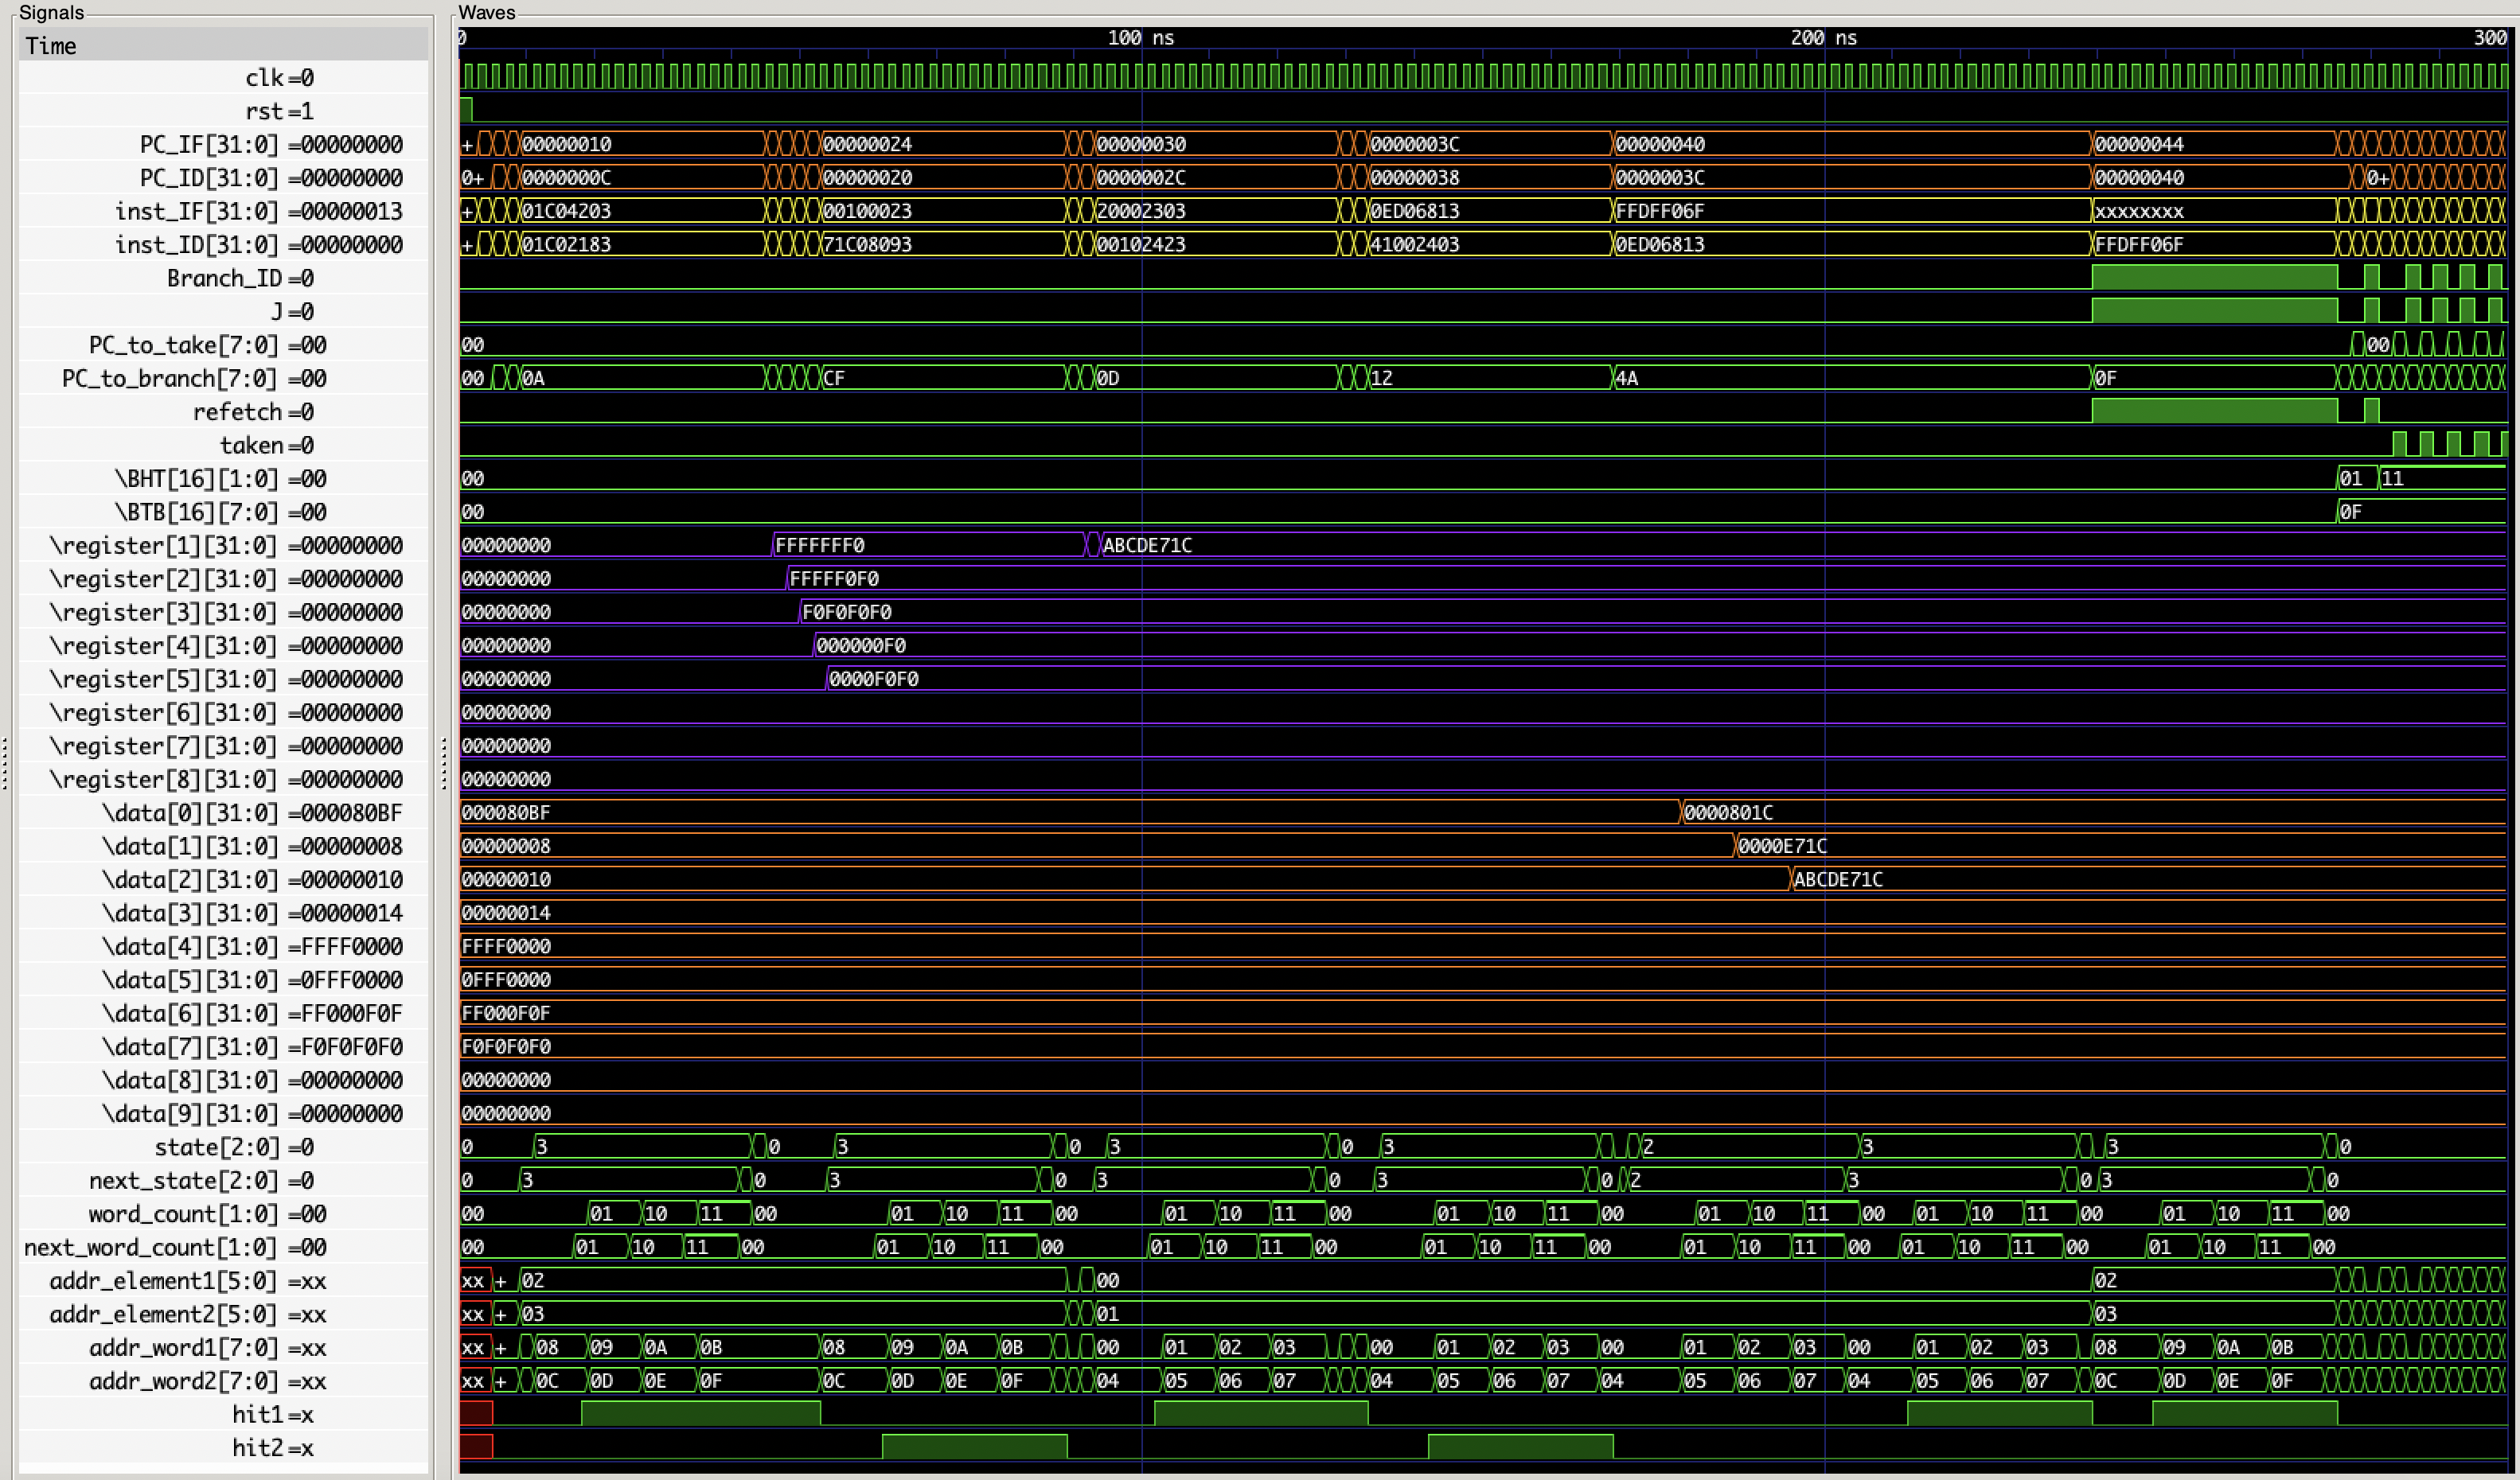 Signals Waves
Time 0 100 ns 200 ns 300
clk =0
rst =1
PC_IF[31:0] =00000000 + 00000010 00000024 00000030 0000003C 00000040 00000044
PC_ID[31:0] =00000000 0+ 0000000C 00000020 0000002C 00000038 0000003C 00000040 0+
inst_IF[31:0] =00000013 + 01C04203 00100023 20002303 0ED06813 FFDFF06F xxxxxxxx
inst_ID[31:0] =00000000 + 01C02183 71C08093 00102423 41002403 0ED06813 FFDFF06F
Branch_ID =0
J =0
PC_to_take[7:0] =00 00 00
PC_to_branch[7:0] =00 00 0A CF 0D 12 4A 0F
refetch =0
taken =0
\BHT[16][1:0] =00 00 01 11
\BTB[16][7:0] =00 00 0F
\register[1][31:0] =00000000 00000000 FFFFFFF0 ABCDE71C
\register[2][31:0] =00000000 00000000 FFFFF0F0
\register[3][31:0] =00000000 00000000 F0F0F0F0
\register[4][31:0] =00000000 00000000 000000F0
\register[5][31:0] =00000000 00000000 0000F0F0
\register[6][31:0] =00000000 00000000
\register[7][31:0] =00000000 00000000
\register[8][31:0] =00000000 00000000
\data[0][31:0] =000080BF 000080BF 0000801C
\data[1][31:0] =00000008 00000008 0000E71C
\data[2][31:0] =00000010 00000010 ABCDE71C
\data[3][31:0] =00000014 00000014
\data[4][31:0] =FFFF0000 FFFF0000
\data[5][31:0] =0FFF0000 0FFF0000
\data[6][31:0] =FF000F0F FF000F0F
\data[7][31:0] =F0F0F0F0 F0F0F0F0
\data[8][31:0] =00000000 00000000
\data[9][31:0] =00000000 00000000
state[2:0] =0 0 3 0 3 0 3 0 3 2 3 3 0
next_state[2:0] =0 0 3 0 3 0 3 0 3 0 2 3 0 3 0
word_count[1:0] =00 00 01 10 11 00 01 10 11 00 01 10 11 00 01 10 11 00 01 10 11 00 01 10 11 00 01 10 11 00
next_word_count[1:0] =00 00 01 10 11 00 01 10 11 00 01 10 11 00 01 10 11 00 01 10 11 00 01 10 11 00 01 10 11 00
addr_element1[5:0] =xx xx + 02 00 02
addr_element2[5:0] =xx xx + 03 01 03
addr_word1[7:0] =xx xx + 08 09 0A 0B 08 09 0A 0B 00 01 02 03 00 01 02 03 00 01 02 03 00 01 02 03 08 09 0A 0B
addr_word2[7:0] =xx xx + 0C 0D 0E 0F 0C 0D 0E 0F 04 05 06 07 04 05 06 07 04 05 06 07 04 05 06 07 0C 0D 0E 0F
hit1 =x
hit2 =x